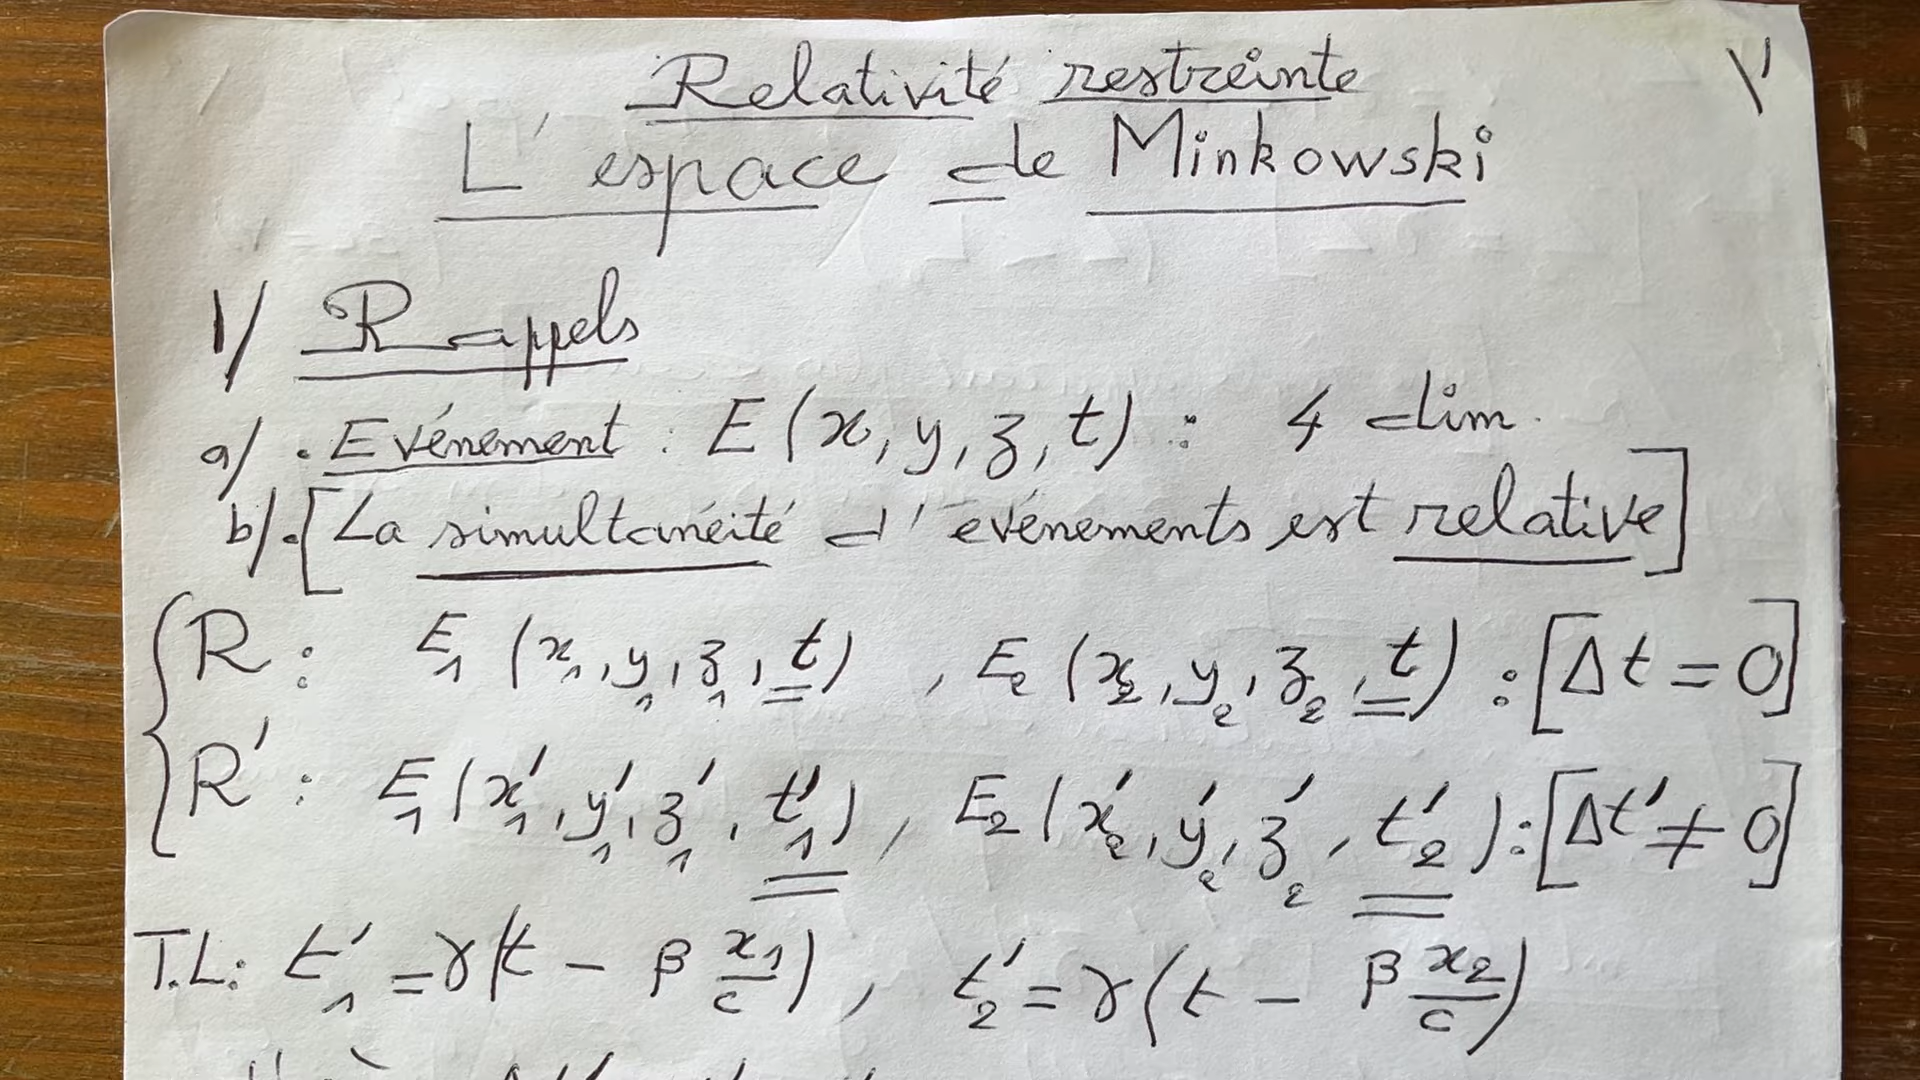 Relativité restreinte
1/
L'espace de Minkowski
1/ Rappels
a/ . Evénement : E (x, y, z, t) : 4 dim.
b/. [La simultanéité d'evénements est relative]
R : E₁ (x₁, y₁, z₁, t) , E₂ (x₂, y₂, z₂, t) : [Δt = 0]
R' : E₁ (x'₁, y'₁, z'₁, t'₁) , E₂ (x'₂, y'₂, z'₂, t'₂) : [Δt' ≠ 0]
T.L: t'₁ = γ(t - β x₁/c) , t'₂ = γ(t - β x₂/c)